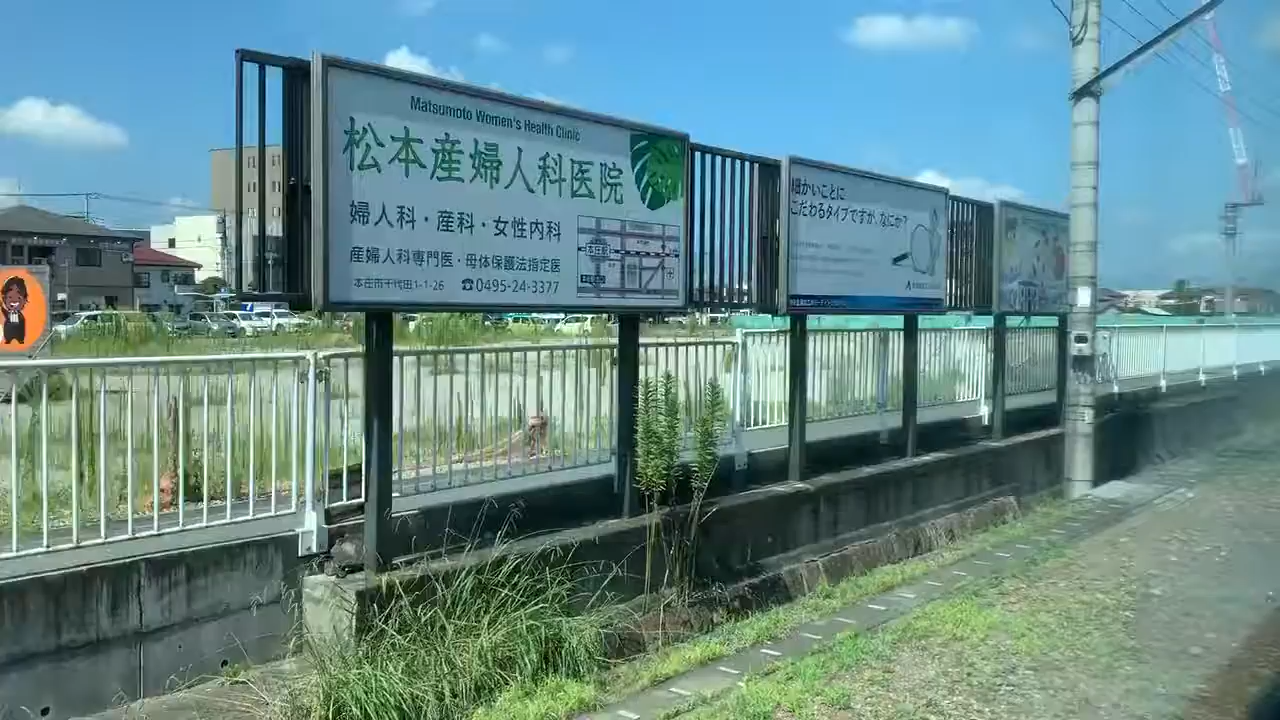 Matsumoto Women's Health Clinic
松本産婦人科医院
婦人科・産科・女性内科
産婦人科専門医・母体保護法指定医
本庄市千代田1-1-26 ☎0495-24-3377
本庄駅
細かいことに
こだわるタイプですが、なにか?